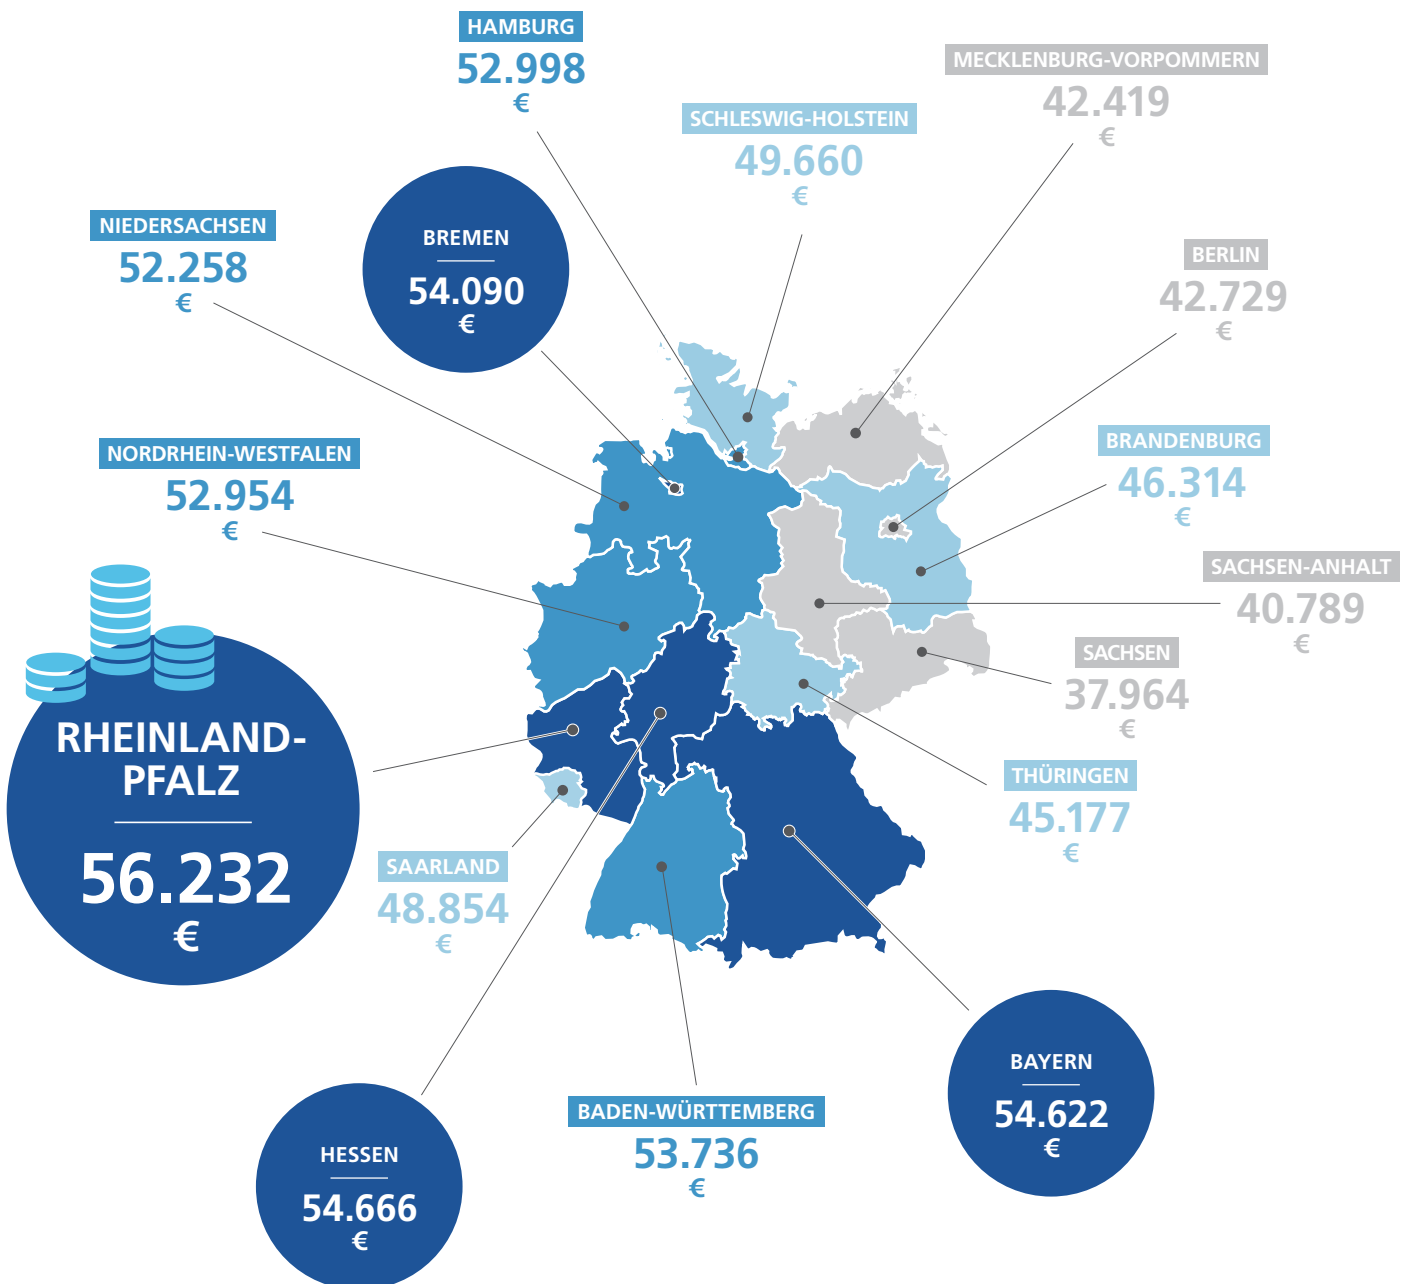 HAMBURG
52.998
€
MECKLENBURG-VORPOMMERN
42.419
€
SCHLESWIG-HOLSTEIN
49.660
€
NIEDERSACHSEN
52.258
€
BREMEN
54.090
€
BERLIN
42.729
€
NORDRHEIN-WESTFALEN
52.954
€
BRANDENBURG
46.314
€
SACHSEN-ANHALT
40.789
€
SACHSEN
37.964
€
RHEINLAND-
PFALZ
56.232
€
THÜRINGEN
45.177
€
SAARLAND
48.854
€
BAYERN
54.622
€
BADEN-WÜRTTEMBERG
53.736
€
HESSEN
54.666
€